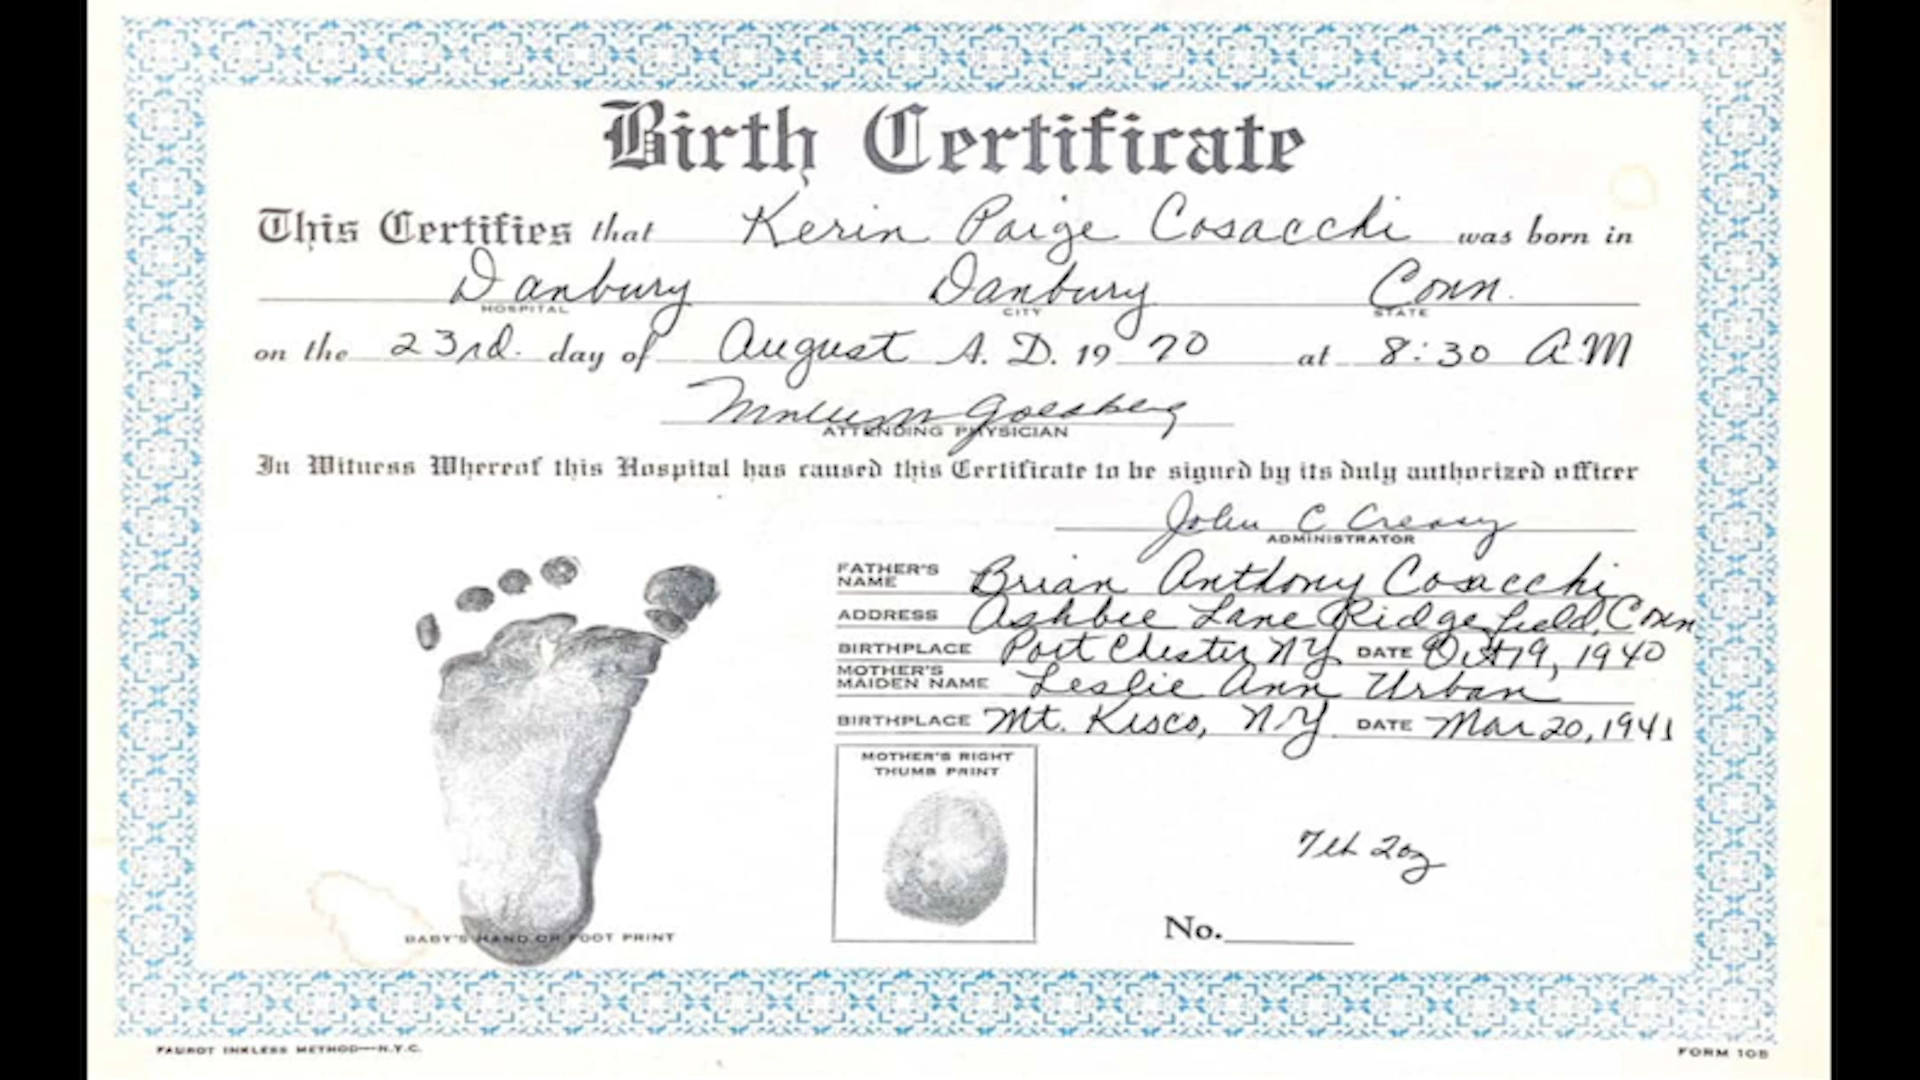 Birth Certificate
This Certifies that Kerin Paige Cosacchi was born in
Danbury Danbury Conn.
HOSPITAL CITY STATE
on the 23rd. day of August A. D. 19 70 at 8:30 AM
Goldberg
ATTENDING PHYSICIAN
In Witness Whereof this Hospital has caused this Certificate to be signed by its duly authorized officer
John C Creasy
ADMINISTRATOR
FATHER'S NAME Brian Anthony Cosacchi
ADDRESS Ashbee Lane Ridgefield, Conn
BIRTHPLACE Port Chester NY DATE Oct 19, 1940
MOTHER'S MAIDEN NAME Leslie Ann Urban
BIRTHPLACE Mt. Kisco, NY. DATE Mar 20, 1941
MOTHER'S RIGHT
THUMB PRINT
7 lb 2oz
No.
BABY'S HAND OR FOOT PRINT
FAUROT INKLESS METHOD—N.Y.C.
FORM 10B